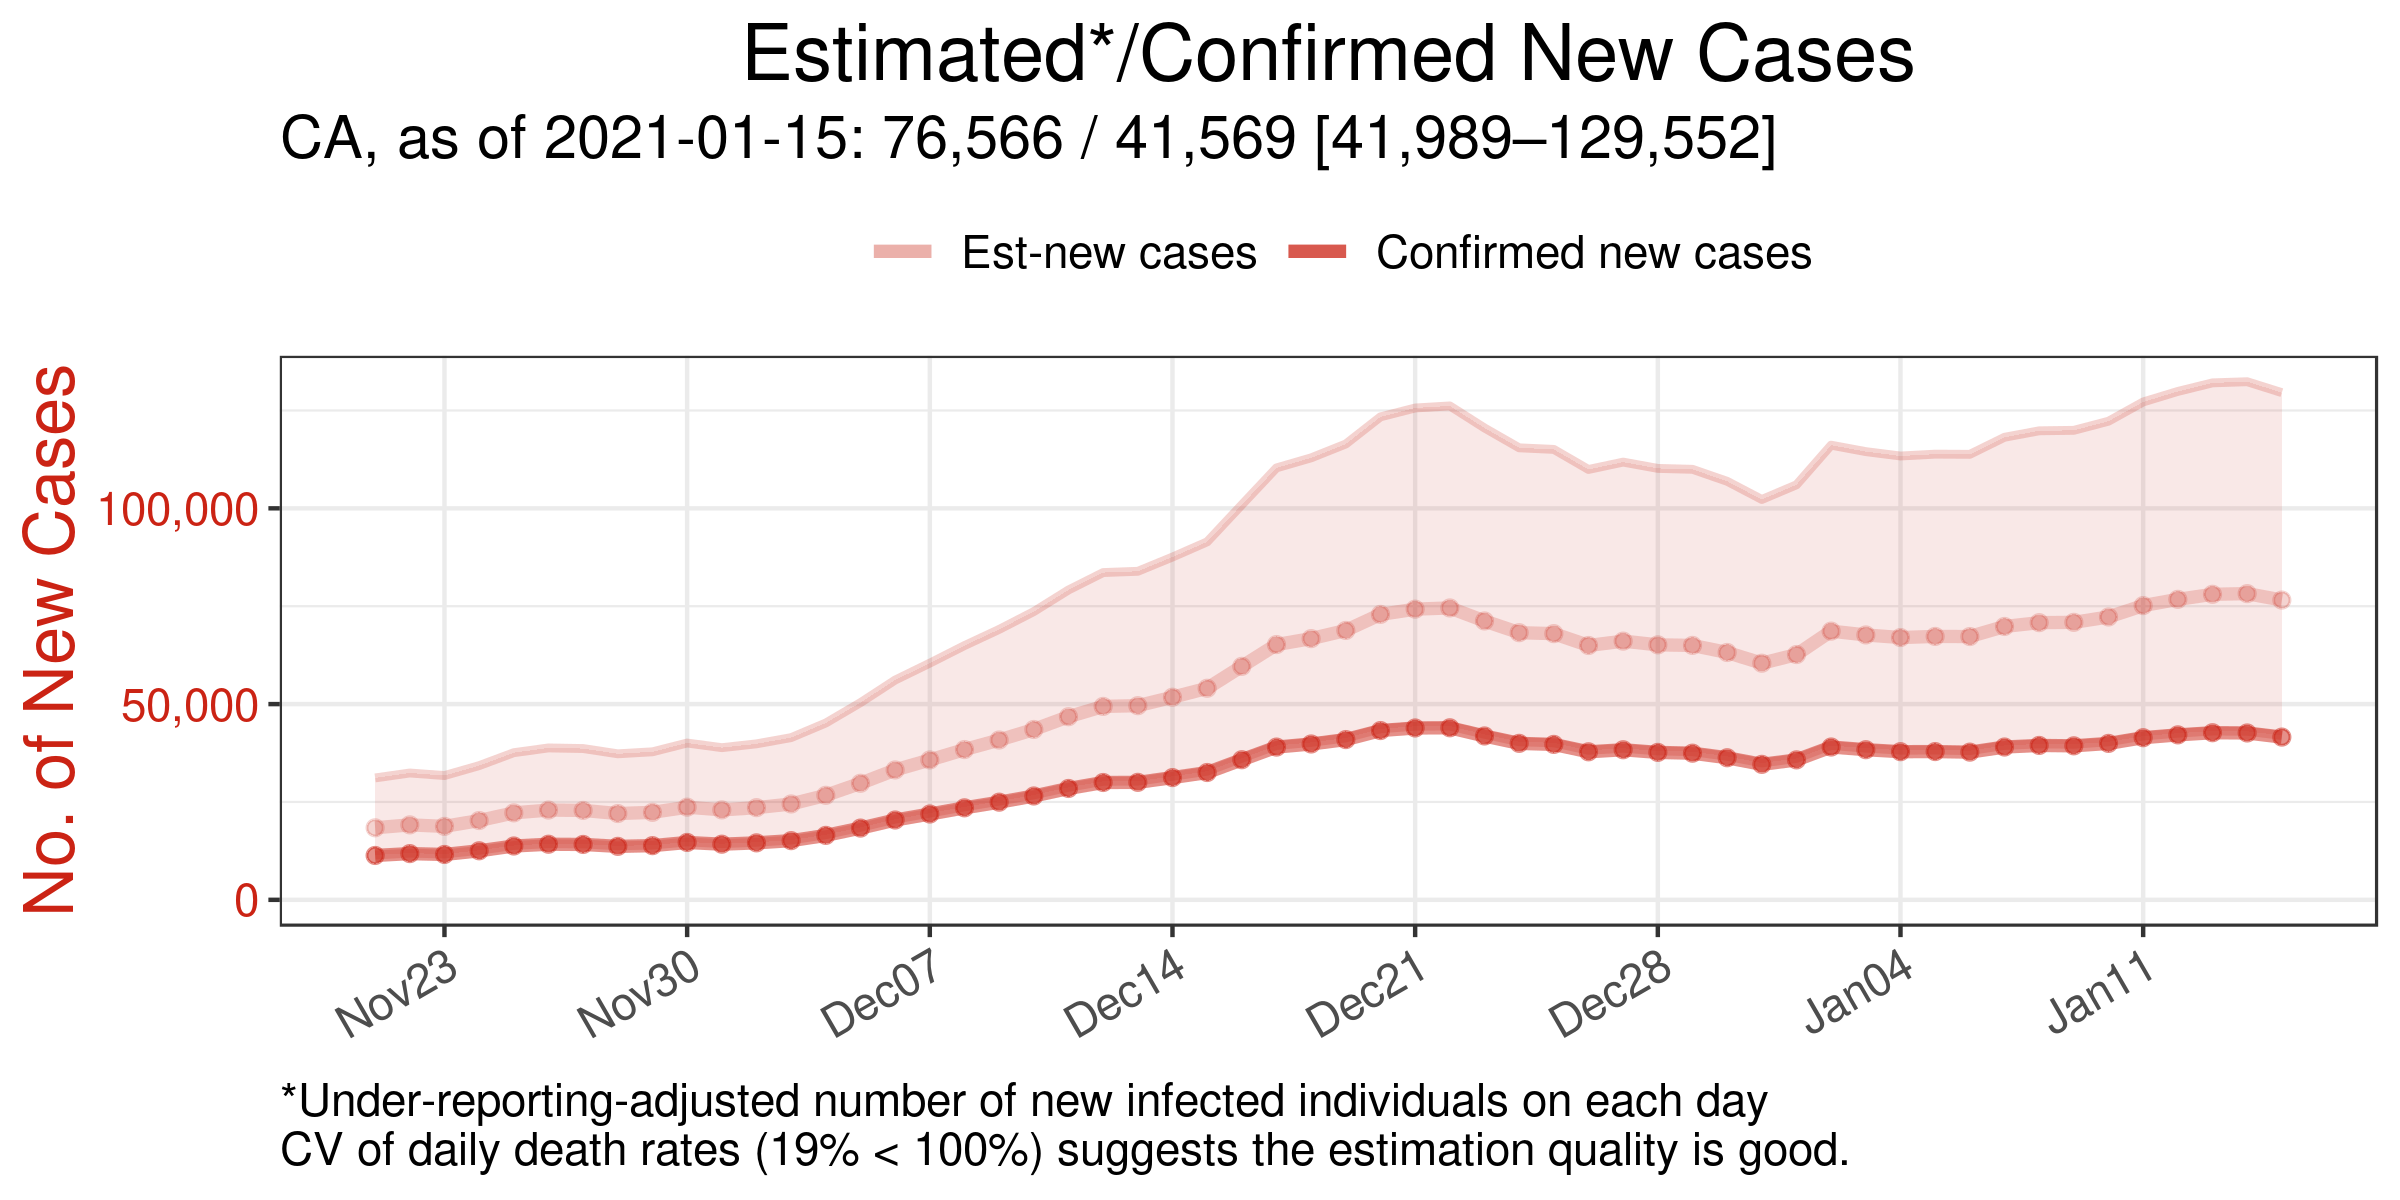 Estimated*/Confirmed New Cases
CA, as of 2021-01-15: 76,566 / 41,569 [41,989–129,552]
Est-new cases
Confirmed new cases
No. of New Cases
100,000
50,000
0
Nov23
Nov30
Dec07
Dec14
Dec21
Dec28
Jan04
Jan11
*Under-reporting-adjusted number of new infected individuals on each day
CV of daily death rates (19% < 100%) suggests the estimation quality is good.